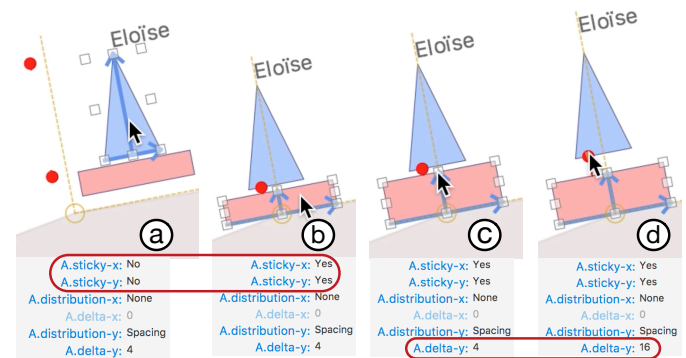 Eloïse
Eloïse
Eloïse
Eloïse
a
b
c
d
A.sticky-x: No
A.sticky-y: No
A.distribution-x: None
A.delta-x: 0
A.distribution-y: Spacing
A.delta-y: 4
A.sticky-x: Yes
A.sticky-y: Yes
A.distribution-x: None
A.delta-x: 0
A.distribution-y: Spacing
A.delta-y: 4
A.sticky-x: Yes
A.sticky-y: Yes
A.distribution-x: None
A.delta-x: 0
A.distribution-y: Spacing
A.delta-y: 4
A.sticky-x: Yes
A.sticky-y: Yes
A.distribution-x: None
A.delta-x: 0
A.distribution-y: Spacing
A.delta-y: 16